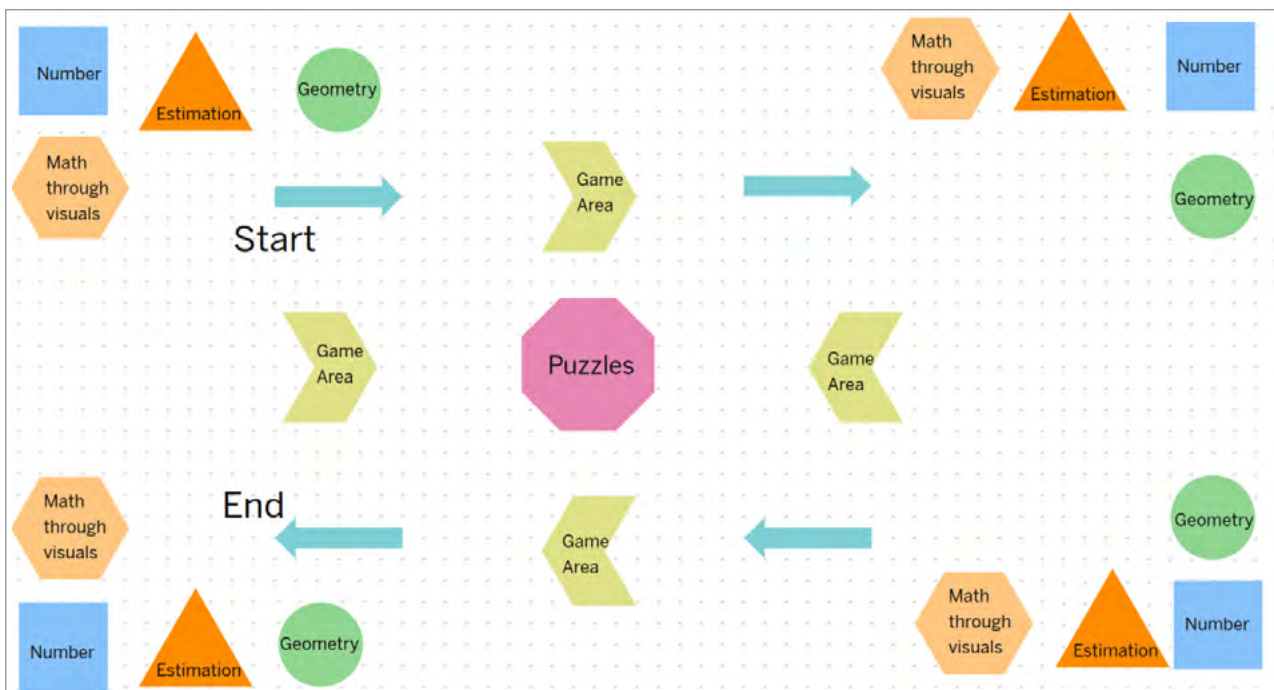 Number
Estimation
Geometry
Math
through
visuals
Start
Game
Area
Math
through
visuals
Estimation
Number
Geometry
Game
Area
Puzzles
Game
Area
Math
through
visuals
End
Number
Estimation
Geometry
Game
Area
Geometry
Math
through
visuals
Estimation
Number